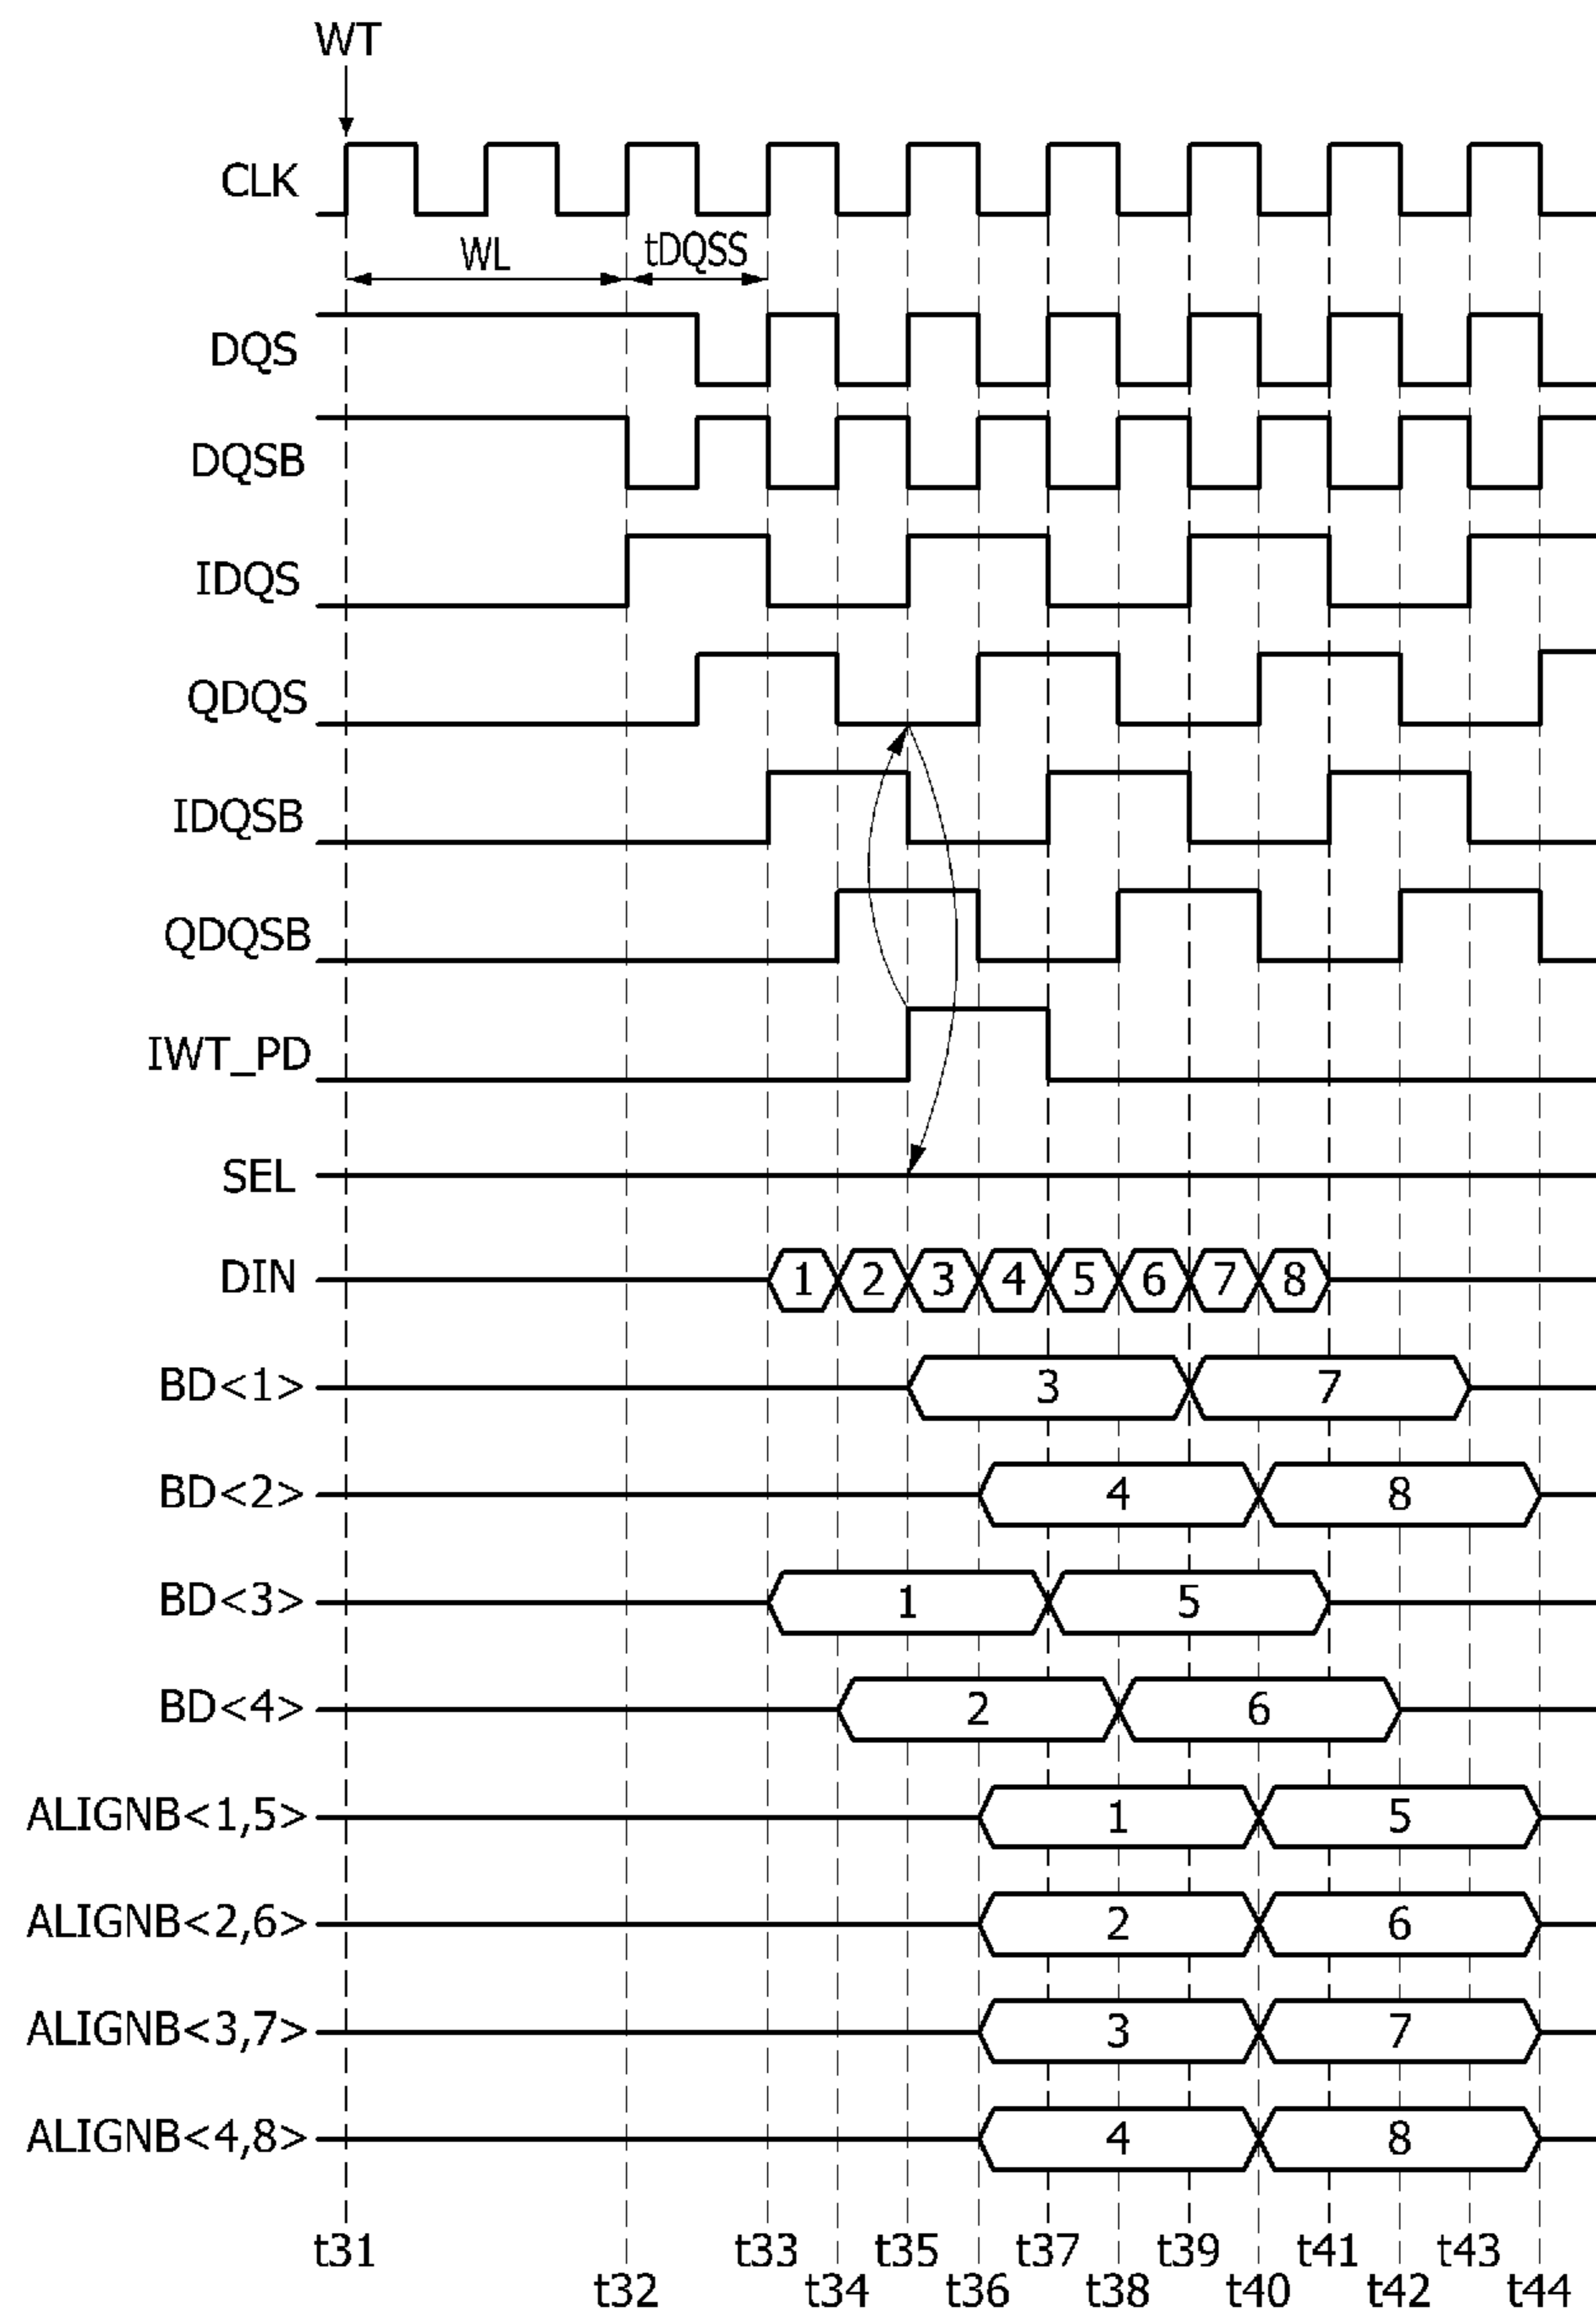 WT
CLK
WL tDQSS
DQS
DQSB
IDQS
QDQS
IDQSB
QDQSB
IWT_PD
SEL
DIN 1 2 3 4 5 6 7 8
BD<1> 3 7
BD<2> 4 8
BD<3> 1 5
BD<4> 2 6
ALIGNB<1,5> 1 5
ALIGNB<2,6> 2 6
ALIGNB<3,7> 3 7
ALIGNB<4,8> 4 8
t31 t33 t35 t37 t39 t41 t43
t32 t34 t36 t38 t40 t42 t44